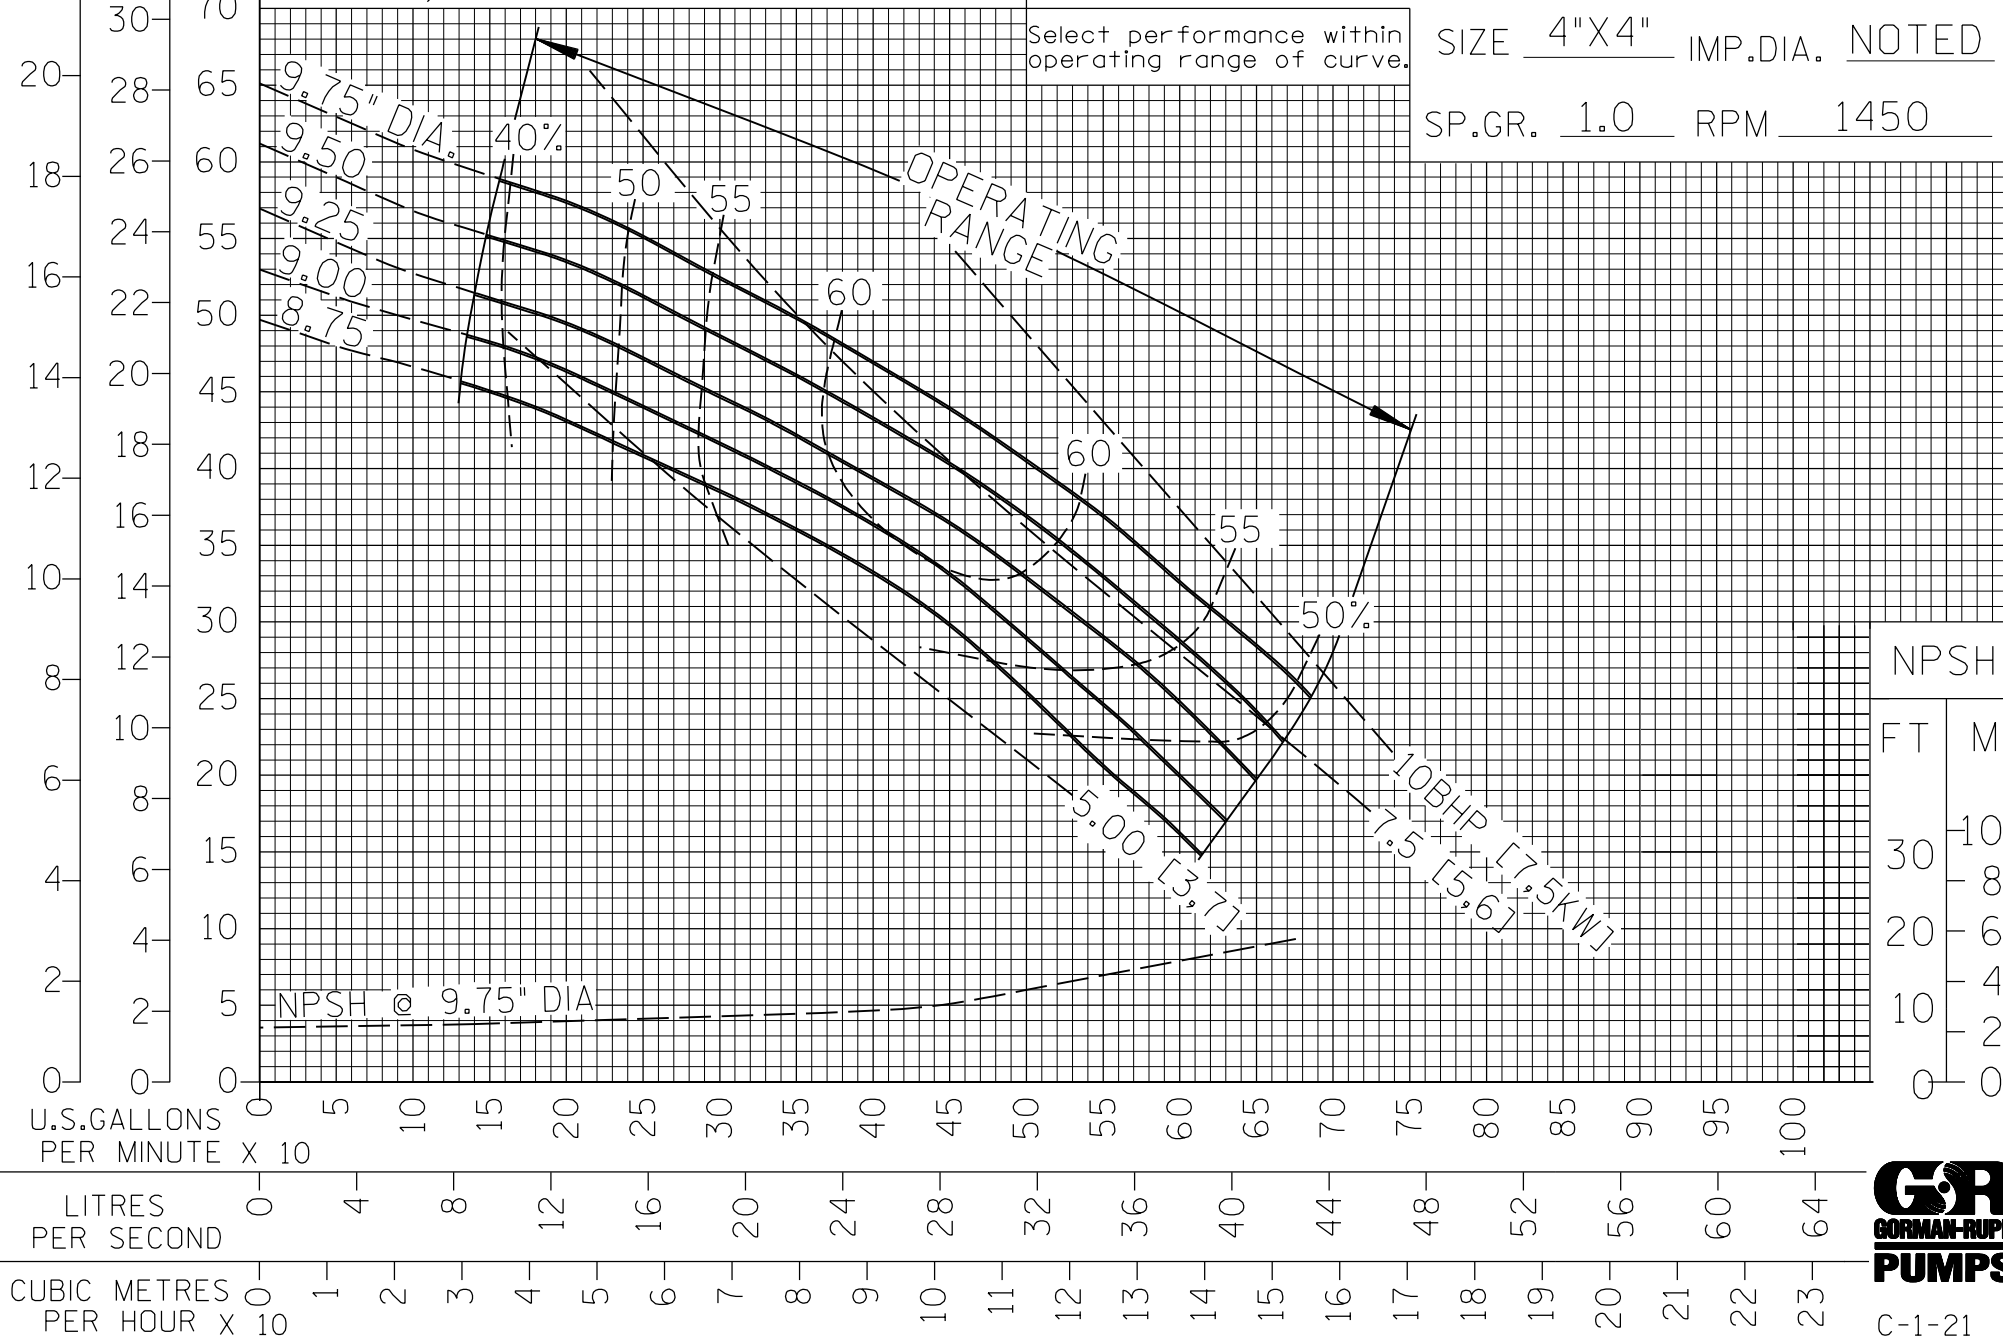 Select performance within
operating range of curve.
SIZE 4"X4" IMP.DIA. NOTED
SP.GR. 1.0 RPM 1450
20
18
16
14
12
10
8
6
4
2
0
30
28
26
24
22
20
18
16
14
12
10
8
6
4
2
0
70
65
60
55
50
45
40
35
30
25
20
15
10
5
0
9.75" DIA.
9.50
9.25
9.00
8.75
40%
50
55
60
60
55
50%
OPERATING
RANGE
10BHP [7,5KW]
7.5 [5,6]
5.00 [3,7]
NPSH @ 9.75" DIA
NPSH
FT M
30
20
10
0
10
8
6
4
2
0
U.S.GALLONS
PER MINUTE X 10
0 5 10 15 20 25 30 35 40 45 50 55 60 65 70 75 80 85 90 95 100
LITRES
PER SECOND
0 4 8 12 16 20 24 28 32 36 40 44 48 52 56 60 64
CUBIC METRES
PER HOUR X 10
0 1 2 3 4 5 6 7 8 9 10 11 12 13 14 15 16 17 18 19 20 21 22 23
GR
GORMAN-RUPP
PUMPS
C-1-21